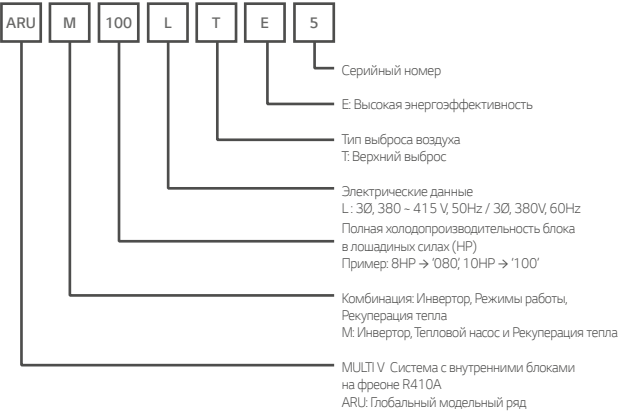 ARU M 100 L T E 5
Серийный номер
E: Высокая энергоэффективность
Тип выброса воздуха
T: Верхний выброс
Электрические данные
L : 3Ø, 380 ~ 415 V, 50Hz / 3Ø, 380V, 60Hz
Полная холодопроизводительность блока
в лошадиных силах (HP)
Пример: 8HP → ‘080’, 10HP → ‘100’
Комбинация: Инвертор, Режимы работы,
Рекуперация тепла
M: Инвертор, Тепловой насос и Рекуперация тепла
MULTI V Система с внутренними блоками
на фреоне R410A
ARU: Глобальный модельный ряд